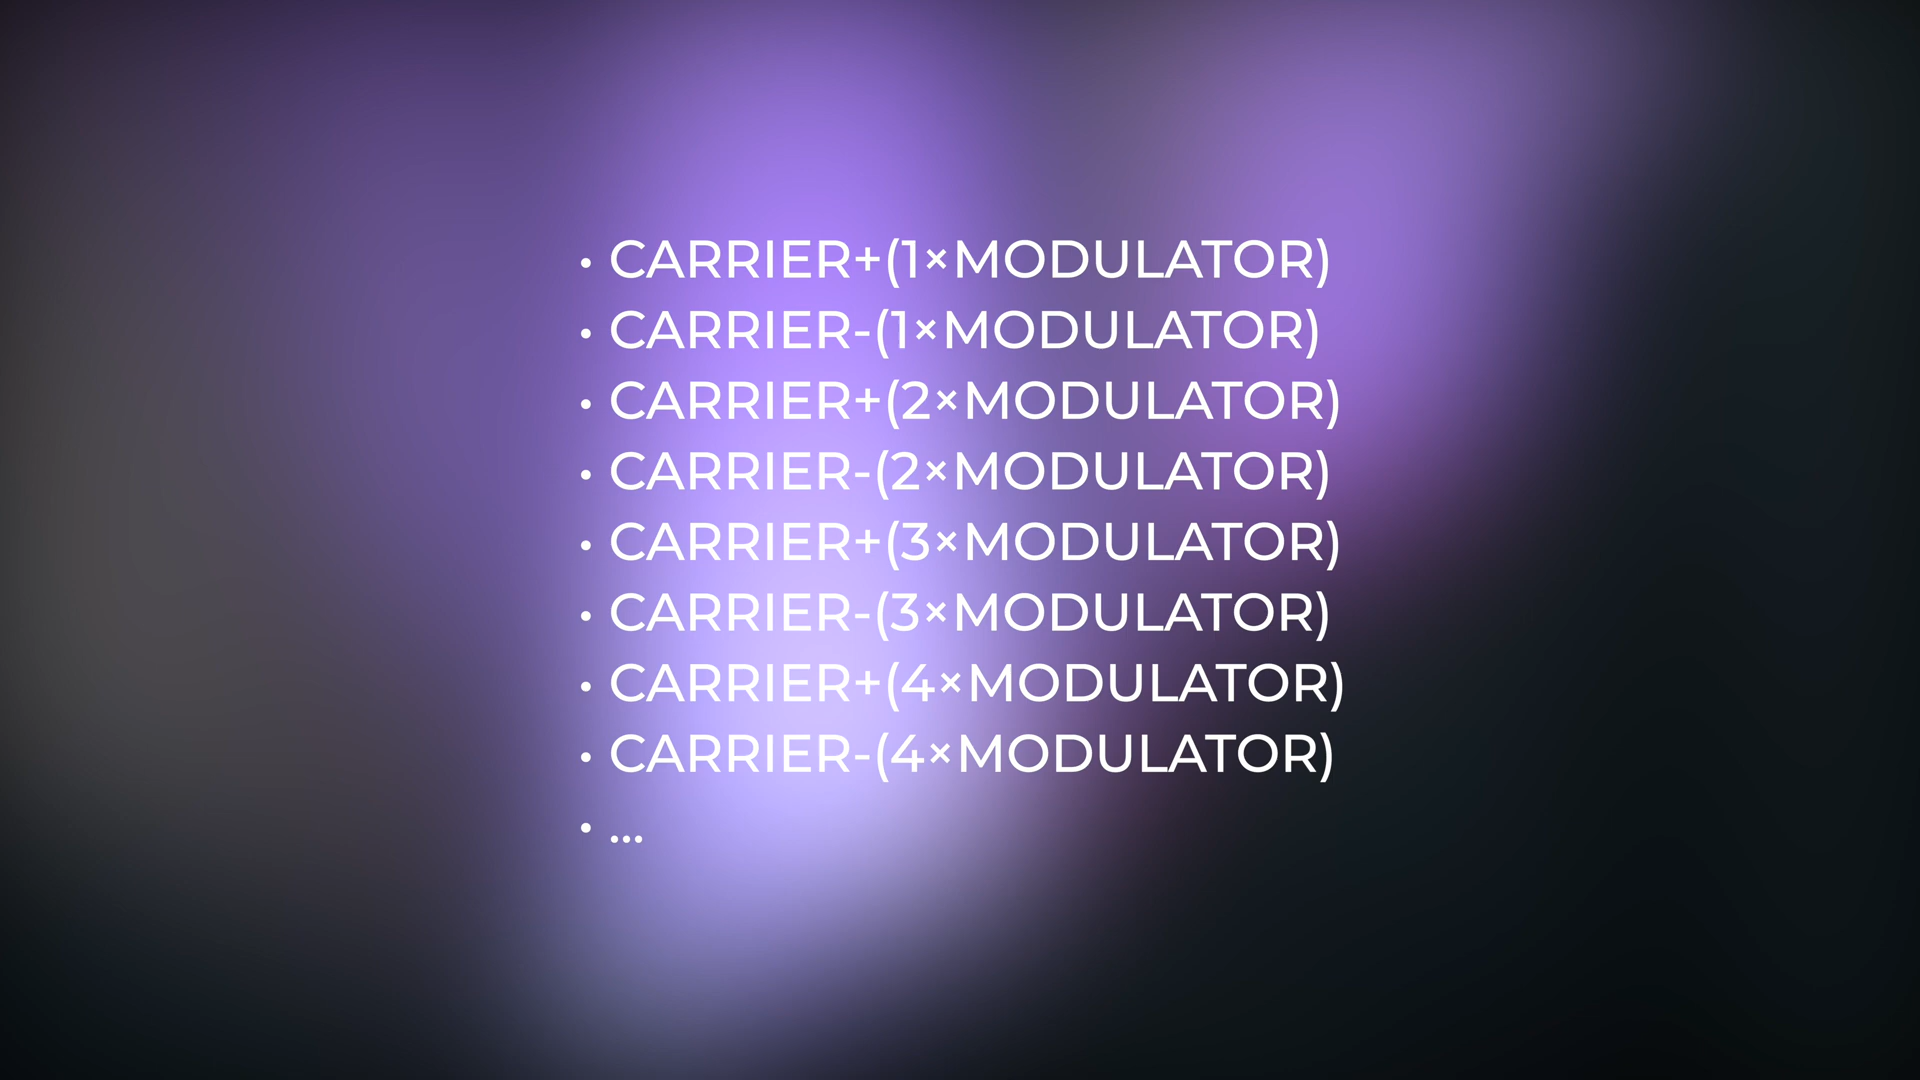 • CARRIER+(1×MODULATOR)
• CARRIER-(1×MODULATOR)
• CARRIER+(2×MODULATOR)
• CARRIER-(2×MODULATOR)
• CARRIER+(3×MODULATOR)
• CARRIER-(3×MODULATOR)
• CARRIER+(4×MODULATOR)
• CARRIER-(4×MODULATOR)
• ...